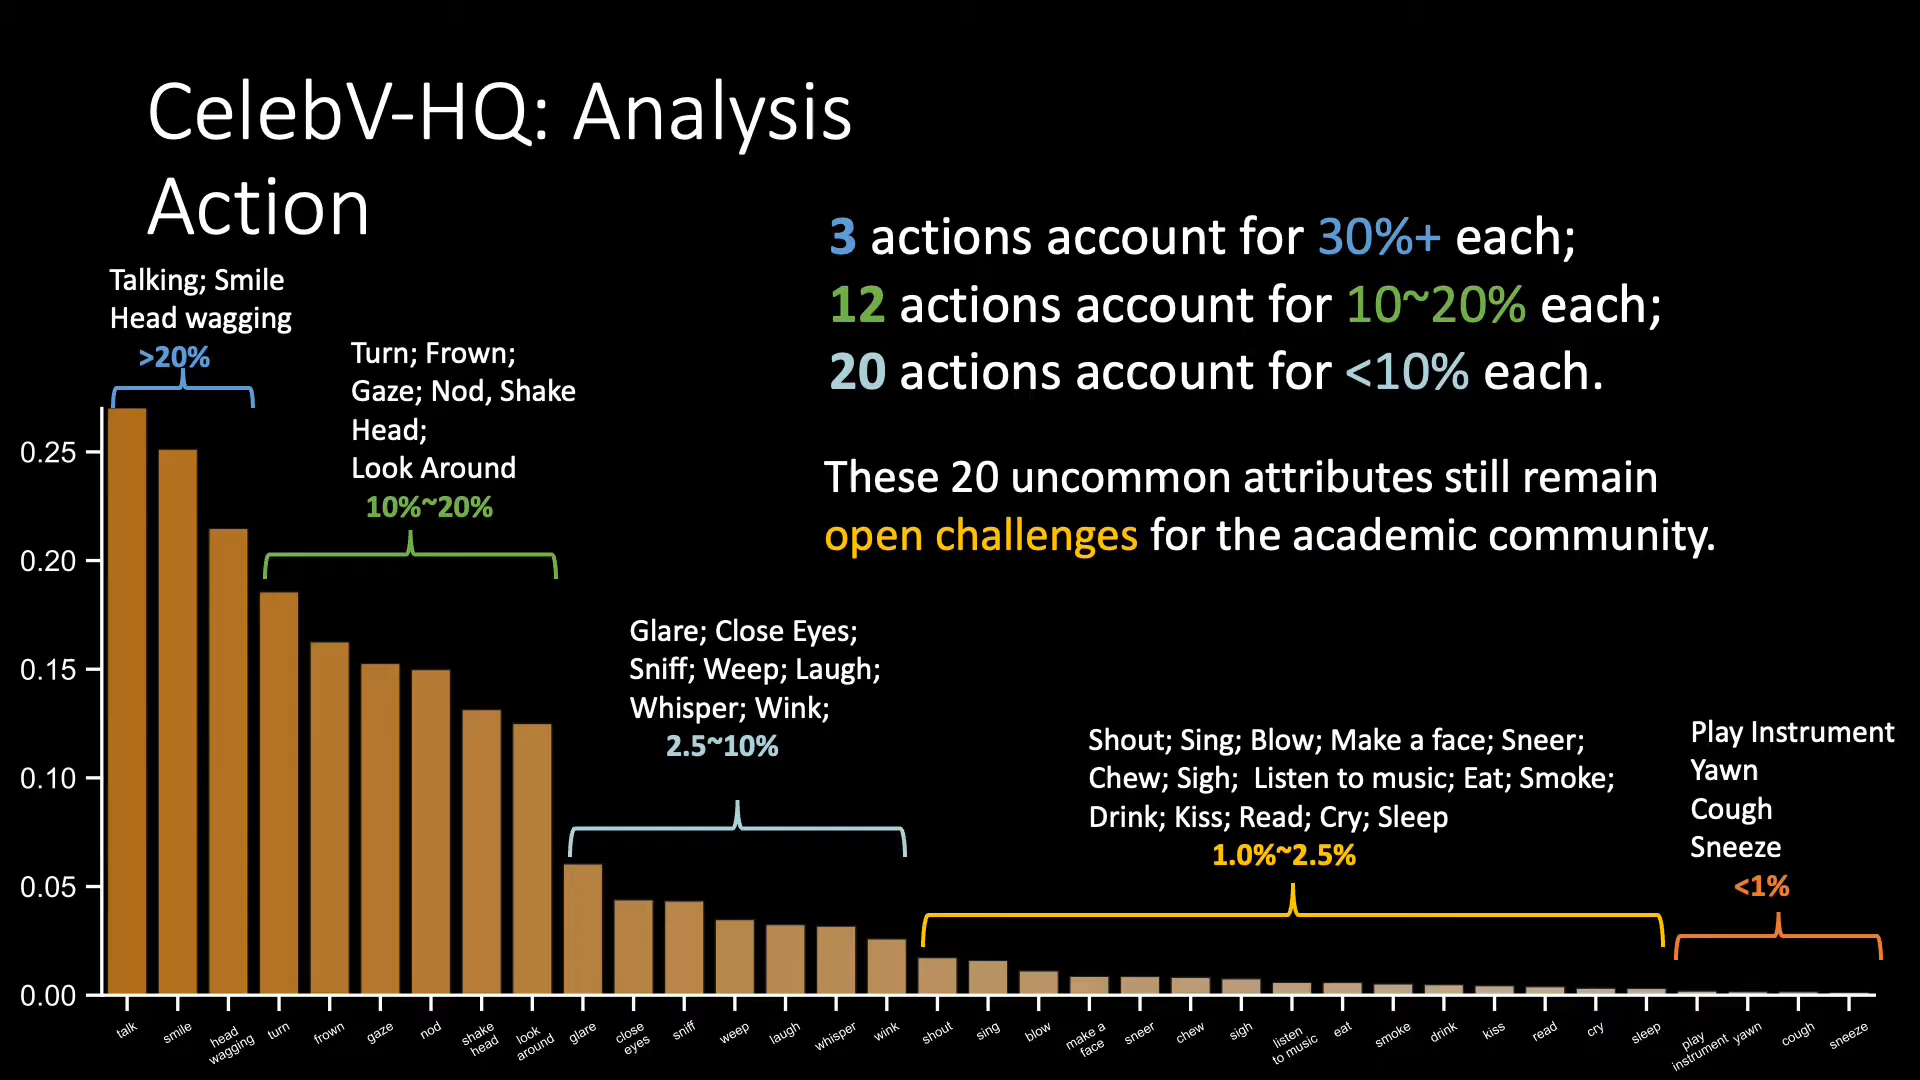 CelebV-HQ: Analysis
Action
3 actions account for 30%+ each;
12 actions account for 10~20% each;
20 actions account for <10% each.
These 20 uncommon attributes still remain
open challenges for the academic community.
Talking; Smile
Head wagging
>20%
Turn; Frown;
Gaze; Nod, Shake
Head;
Look Around
10%~20%
Glare; Close Eyes;
Sniff; Weep; Laugh;
Whisper; Wink;
2.5~10%
Shout; Sing; Blow; Make a face; Sneer;
Chew; Sigh;  Listen to music; Eat; Smoke;
Drink; Kiss; Read; Cry; Sleep
1.0%~2.5%
Play Instrument
Yawn
Cough
Sneeze
<1%
0.25
0.20
0.15
0.10
0.05
0.00
talk
smile
head
wagging
turn
frown
gaze
nod
shake
head
look
around
glare
close
eyes
sniff
weep
laugh
whisper
wink
shout
sing
blow
make a
face
sneer
chew
sigh
listen
to music
eat
smoke
drink
kiss
read
cry
sleep
play
instrument
yawn
cough
sneeze